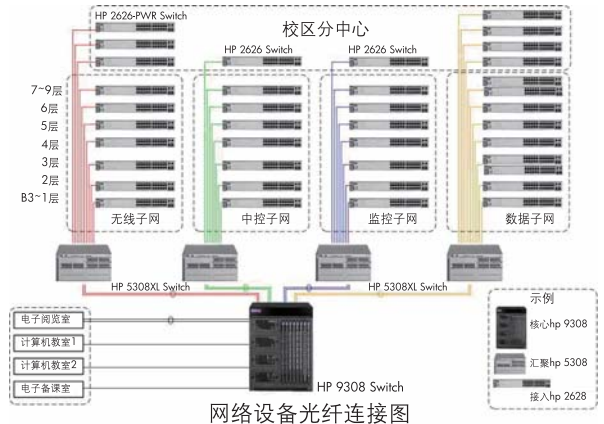 HP 2626-PWR Switch
校区分中心
HP 2626 Switch
HP 2626 Switch
7~9层
6层
5层
4层
3层
2层
B3~1层
无线子网
中控子网
监控子网
数据子网
HP 5308XL Switch
HP 5308XL Switch
电子阅览室
计算机教室1
计算机教室2
电子备课室
HP 9308 Switch
示例
核心hp 9308
汇聚hp 5308
接入hp 2628
网络设备光纤连接图